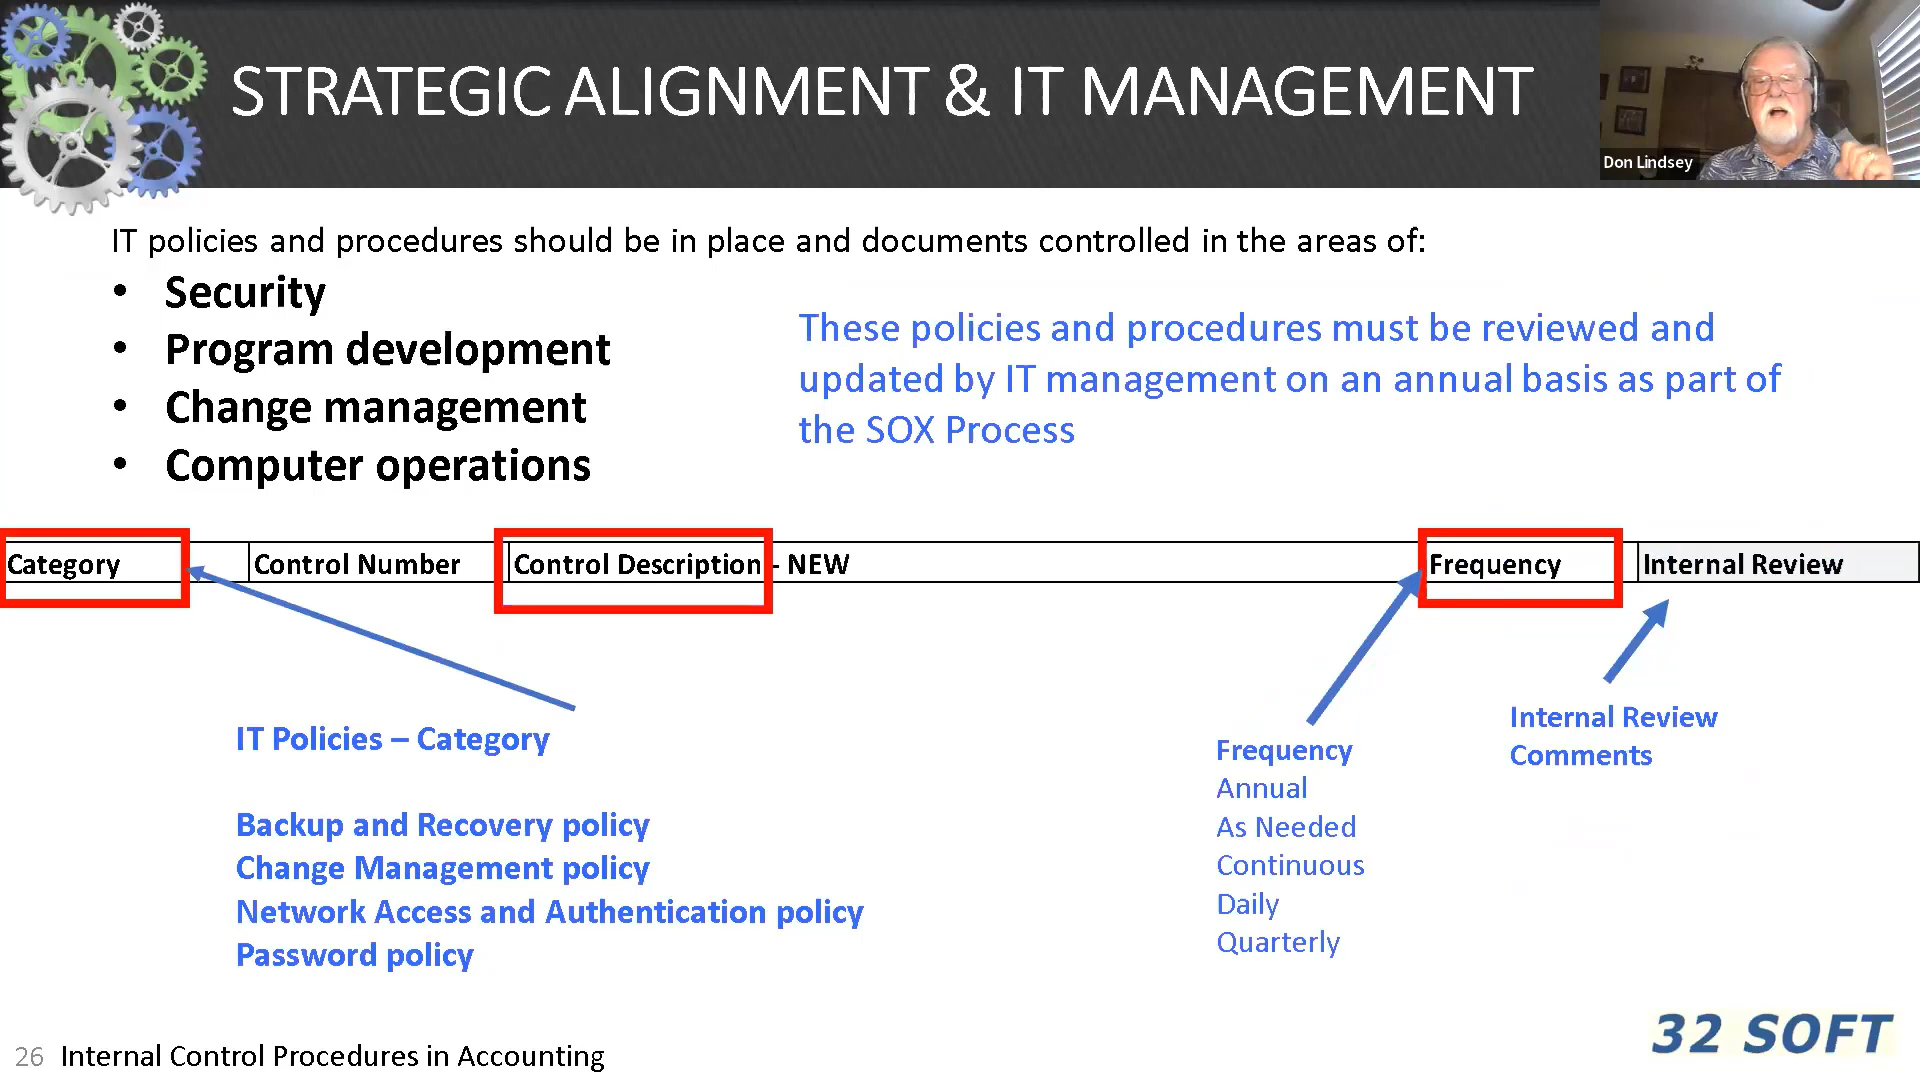 STRATEGIC ALIGNMENT & IT MANAGEMENT
Don Lindsey
IT policies and procedures should be in place and documents controlled in the areas of:
• Security
• Program development
• Change management
• Computer operations
These policies and procedures must be reviewed and
updated by IT management on an annual basis as part of
the SOX Process
Category Control Number Control Description - NEW Frequency Internal Review
IT Policies – Category
Backup and Recovery policy
Change Management policy
Network Access and Authentication policy
Password policy
Frequency
Annual
As Needed
Continuous
Daily
Quarterly
Internal Review
Comments
26 Internal Control Procedures in Accounting
32 SOFT